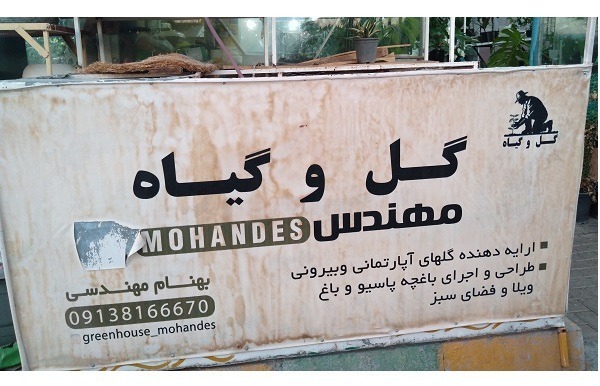 گل و گیاه
گل و گیاه
مهندس MOHANDES
ارایه دهنده گلهای آپارتمانی وبیرونی
طراحی و اجرای باغچه پاسیو و باغ
ویلا و فضای سبز
بهنام مهندسی
09138166670
greenhouse_mohandes